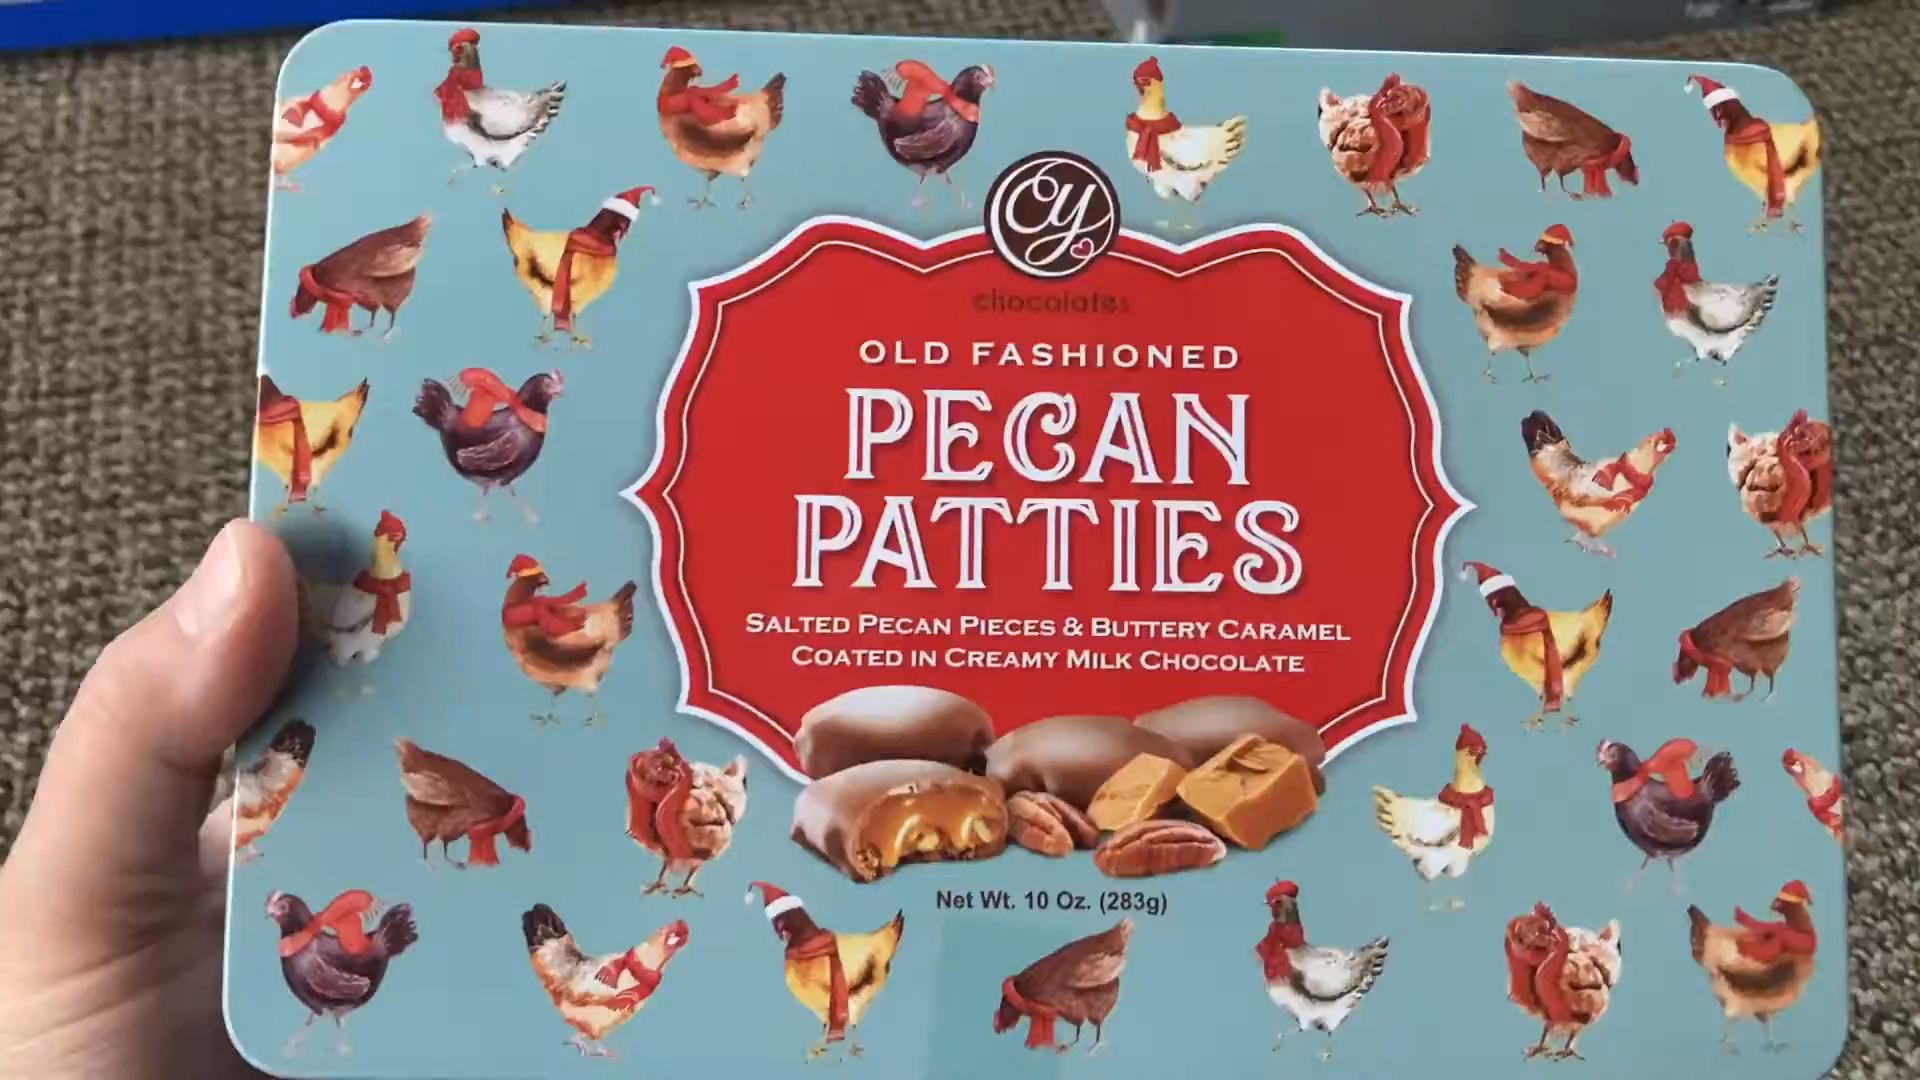 Cy
chocolates
OLD FASHIONED
PECAN
PATTIES
SALTED PECAN PIECES & BUTTERY CARAMEL
COATED IN CREAMY MILK CHOCOLATE
Net Wt. 10 Oz. (283g)